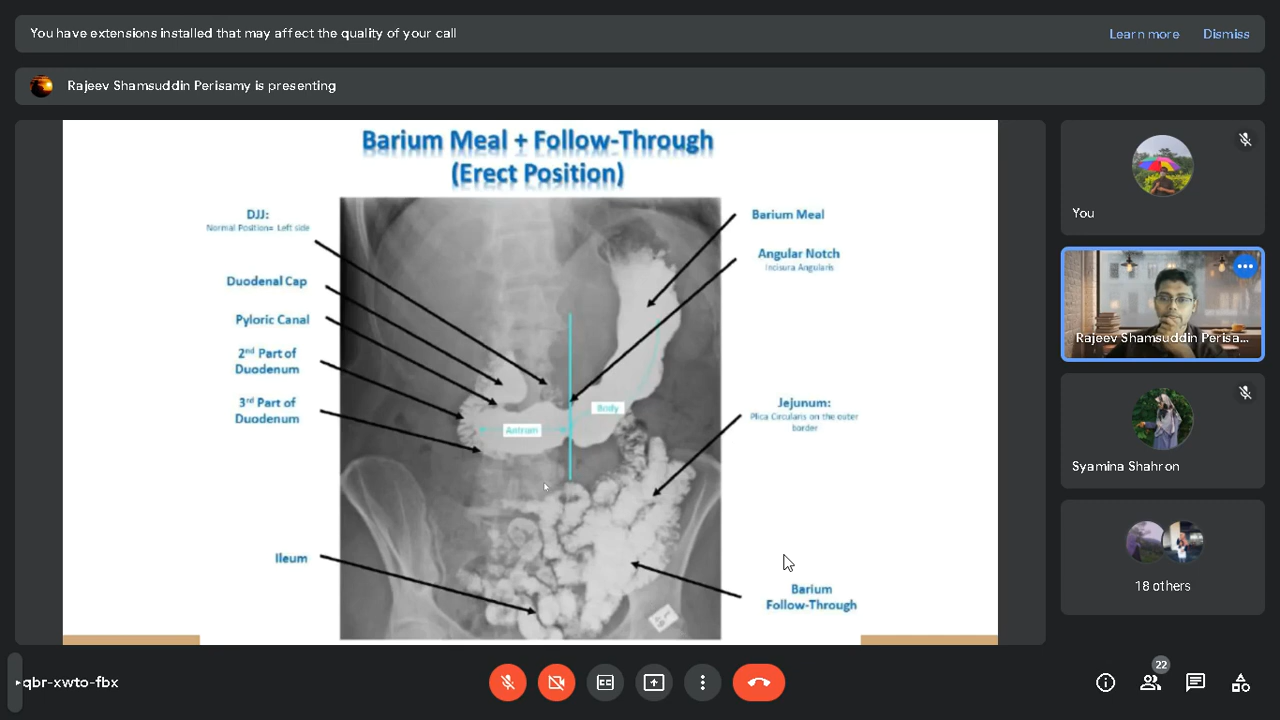 You have extensions installed that may affect the quality of your call
Learn more
Dismiss
Rajeev Shamsuddin Perisamy is presenting
Barium Meal + Follow-Through
(Erect Position)
DJJ:
Normal Position= Left side
Duodenal Cap
Pyloric Canal
2nd Part of
Duodenum
3rd Part of
Duodenum
Ileum
Barium Meal
Angular Notch
Incisura Angularis
Body
Antrum
Jejunum:
Plica Circularis on the outer
border
Barium
Follow-Through
You
Rajeev Shamsuddin Perisa...
Syamina Shahron
18 others
qbr-xwto-fbx
22